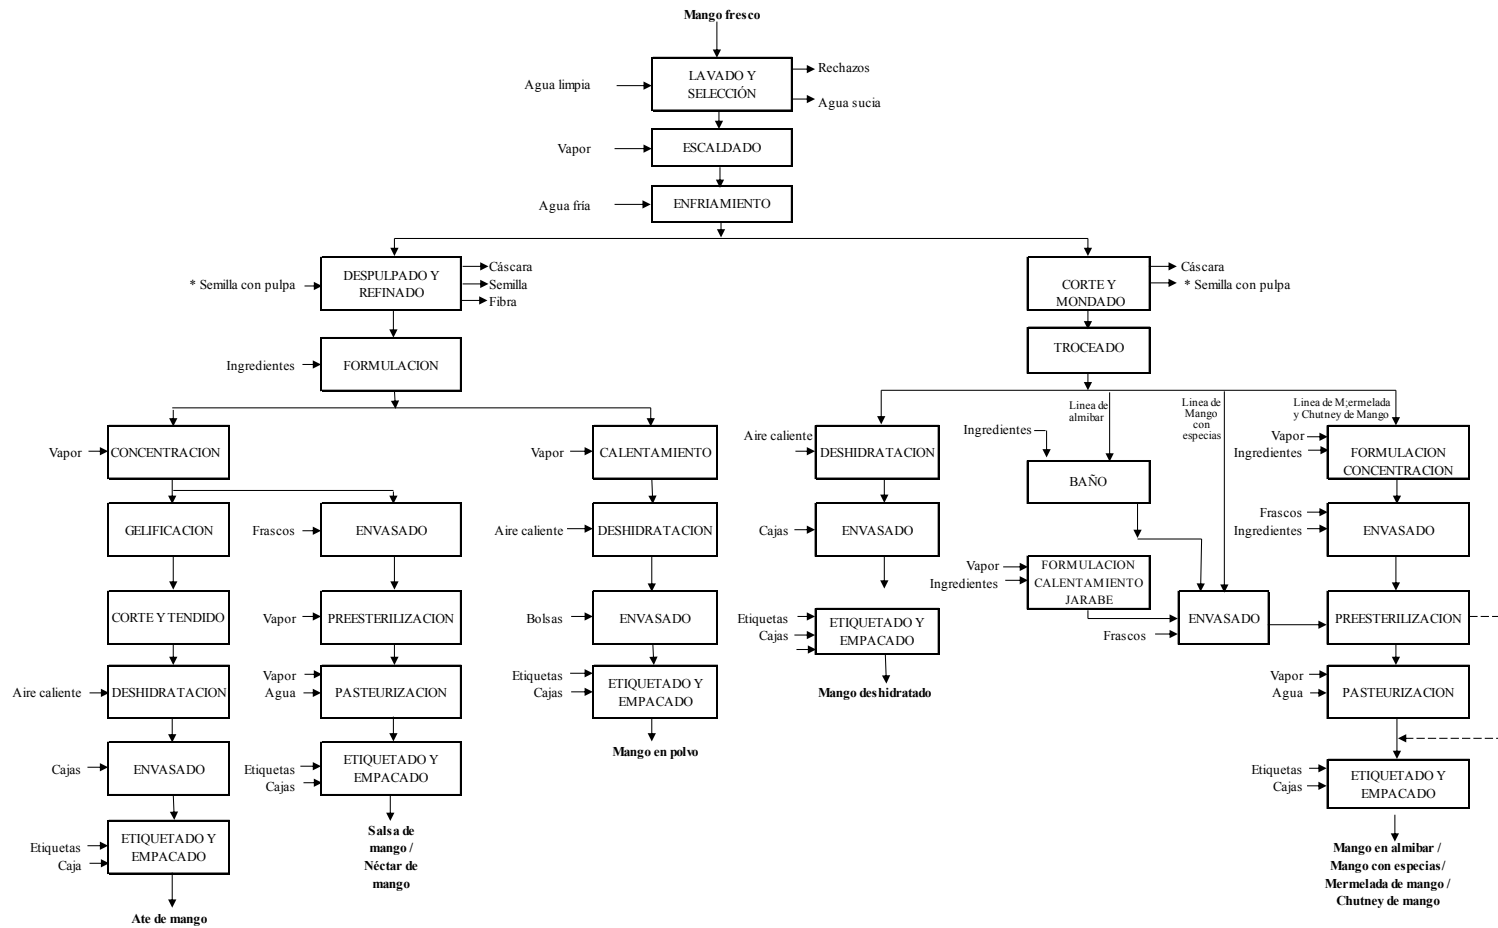 Mango fresco
LAVADO Y
SELECCIÓN
Agua limpia
Rechazos
Agua sucia
ESCALDADO
Vapor
ENFRIAMIENTO
Agua fría
* Semilla con pulpa
DESPULPADO Y
REFINADO
Cáscara
Semilla
Fibra
Ingredientes
FORMULACION
Vapor
CONCENTRACION
GELIFICACION
CORTE Y TENDIDO
Aire caliente
DESHIDRATACION
Cajas
ENVASADO
Etiquetas
Caja
ETIQUETADO Y
EMPACADO
Ate de mango
Frascos
ENVASADO
Vapor
PREESTERILIZACION
Vapor
Agua
PASTEURIZACION
Etiquetas
Cajas
ETIQUETADO Y
EMPACADO
Salsa de
mango /
Néctar de
mango
Vapor
CALENTAMIENTO
Aire caliente
DESHIDRATACION
Bolsas
ENVASADO
Etiquetas
Cajas
ETIQUETADO Y
EMPACADO
Mango en polvo
CORTE Y
MONDADO
Cáscara
* Semilla con pulpa
TROCEADO
Aire caliente
DESHIDRATACION
Cajas
ENVASADO
Etiquetas
Cajas
ETIQUETADO Y
EMPACADO
Mango deshidratado
Linea de
almibar
Ingredientes
BAÑO
Vapor
Ingredientes
FORMULACION
CALENTAMIENTO
JARABE
Linea de
Mango
con
especias
Frascos
ENVASADO
Linea de M;ermelada
y Chutney de Mango
Vapor
Ingredientes
FORMULACION
CONCENTRACION
Frascos
Ingredientes
ENVASADO
PREESTERILIZACION
Vapor
Agua
PASTEURIZACION
Etiquetas
Cajas
ETIQUETADO Y
EMPACADO
Mango en almibar /
Mango con especias/
Mermelada de mango /
Chutney de mango